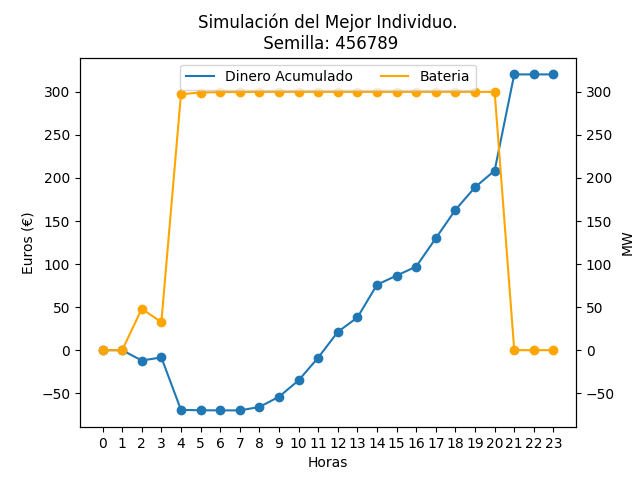 Simulación del Mejor Individuo.
Semilla: 456789
Dinero Acumulado Bateria
300 300
250 250
200 200
150 150
100 100
50 50
0 0
−50 −50
Euros (€)
MW
0 1 2 3 4 5 6 7 8 9 10 11 12 13 14 15 16 17 18 19 20 21 22 23
Horas